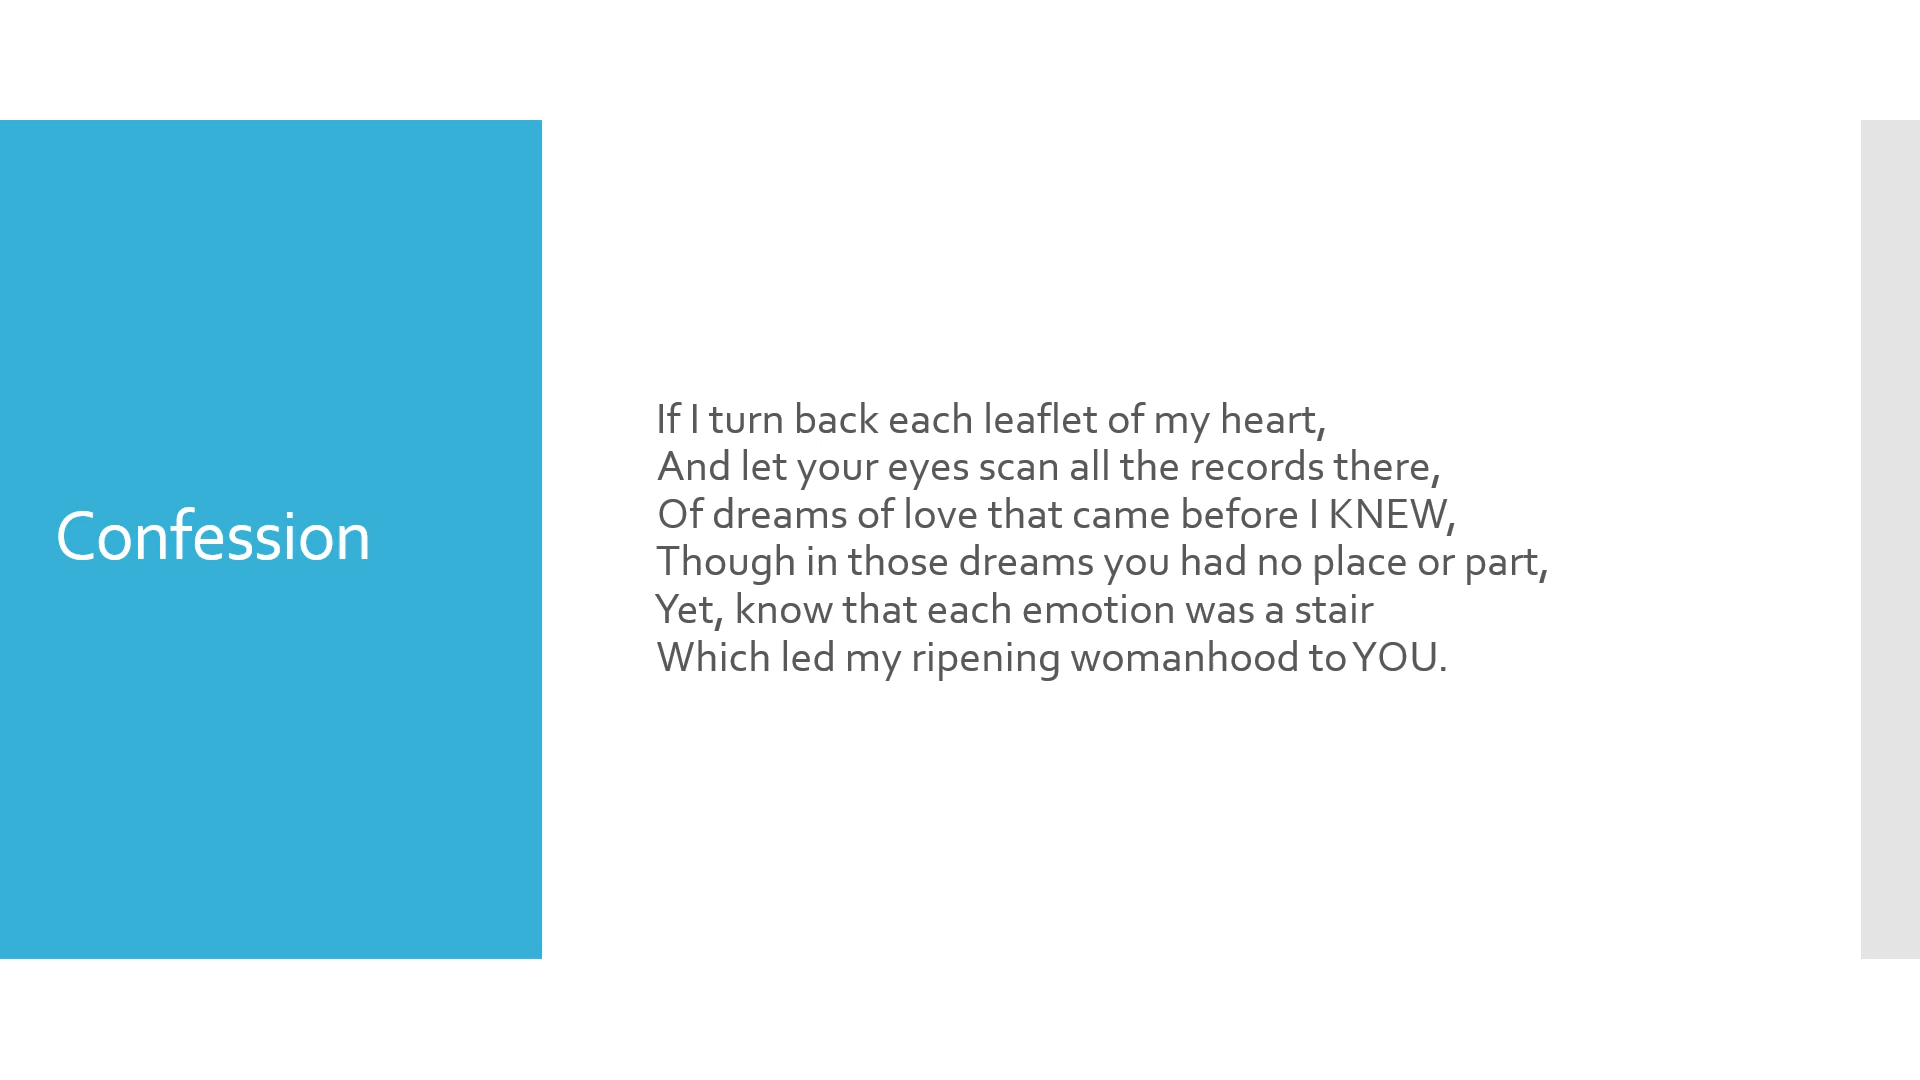 Confession
If I turn back each leaflet of my heart,
And let your eyes scan all the records there,
Of dreams of love that came before I KNEW,
Though in those dreams you had no place or part,
Yet, know that each emotion was a stair
Which led my ripening womanhood to YOU.